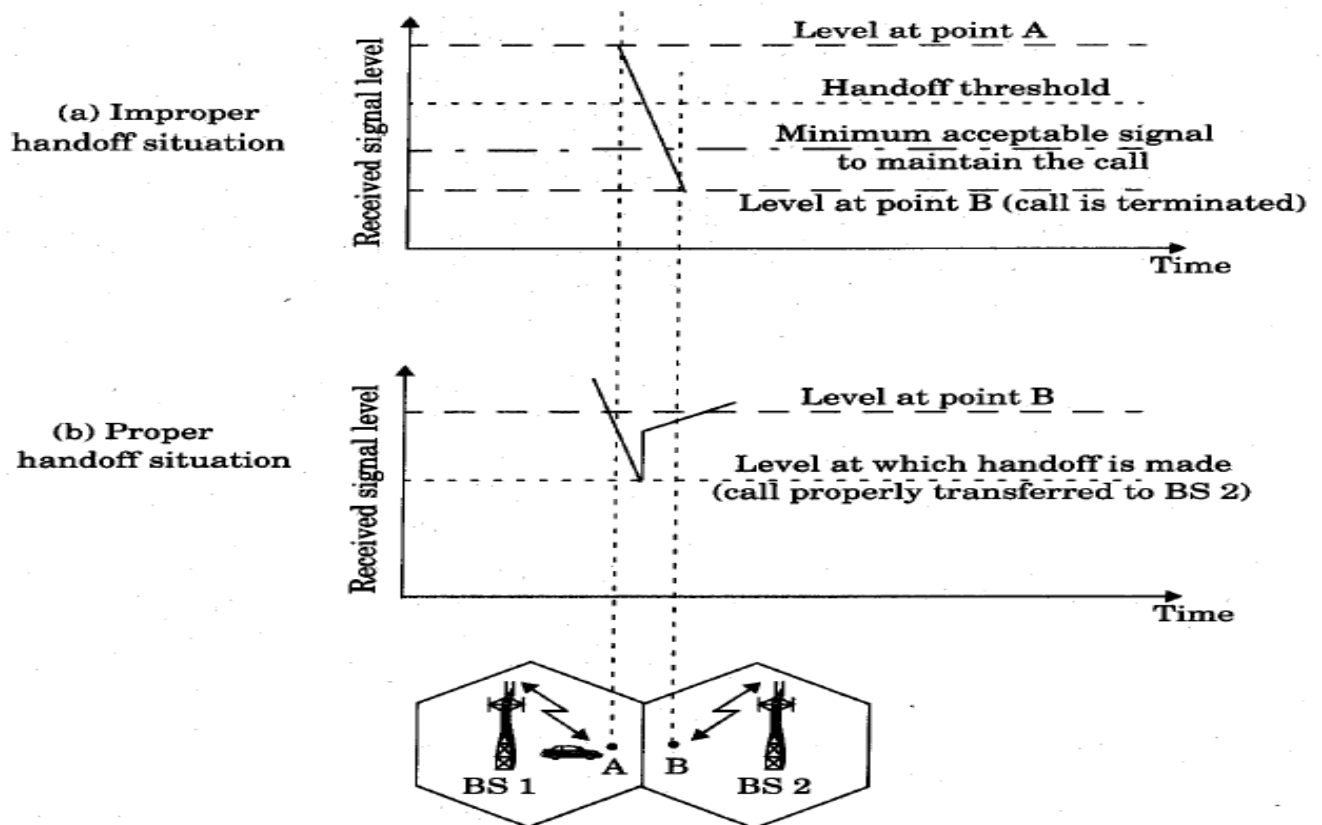 Level at point A
Handoff threshold
(a) Improper
handoff situation
Minimum acceptable signal
to maintain the call
Level at point B (call is terminated)
Received signal level
Time
Level at point B
(b) Proper
handoff situation
Level at which handoff is made
(call properly transferred to BS 2)
Received signal level
Time
A
B
BS 1
BS 2